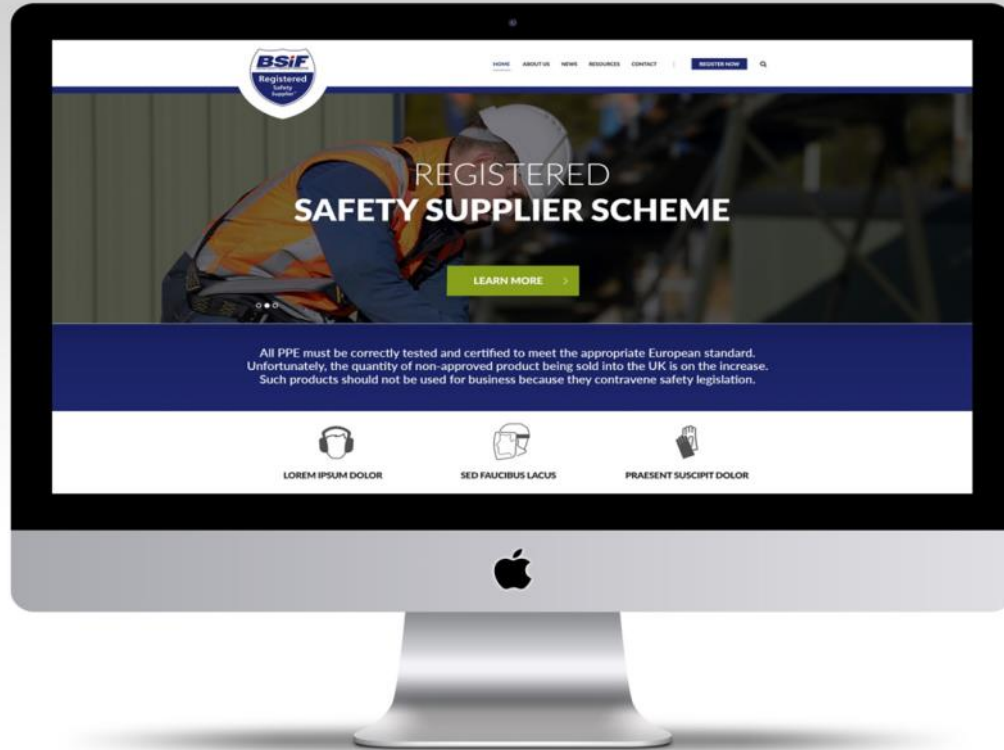 BSiF
Registered
Safety
Supplier™
HOME ABOUT US NEWS RESOURCES CONTACT | REGISTER NOW
REGISTERED
SAFETY SUPPLIER SCHEME
LEARN MORE >
All PPE must be correctly tested and certified to meet the appropriate European standard.
Unfortunately, the quantity of non-approved product being sold into the UK is on the increase.
Such products should not be used for business because they contravene safety legislation.
LOREM IPSUM DOLOR SED FAUCIBUS LACUS PRAESENT SUSCIPIT DOLOR